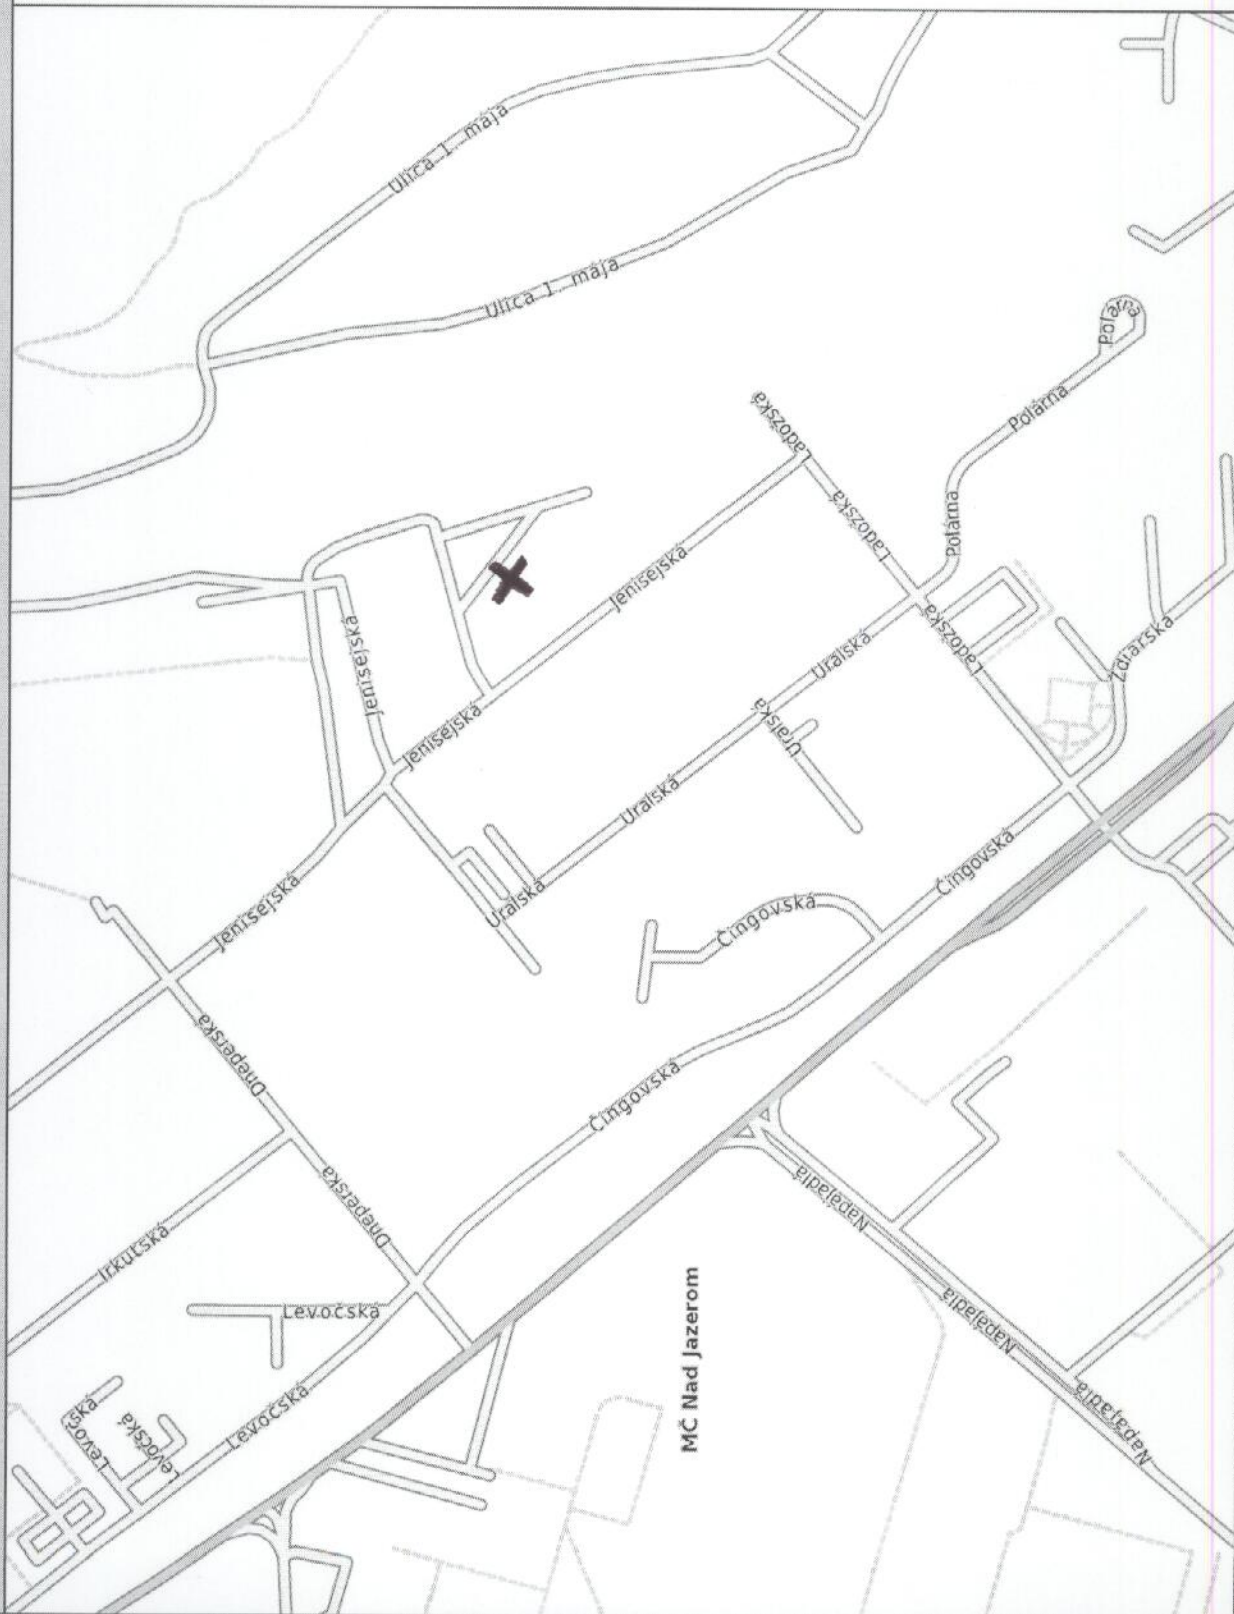 Ulica 1. mája
Ulica 1. mája
Polárna
Polárna
Polárna
Ladožská
Ladožská
Ladožská
Jenisejská
Jenisejská
Jenisejská
Jenisejská
Uralská
Uralská
Uralská
Uralská
Ždiarska
Čingovská
Čingovská
Čingovská
Dneperská
Dneperská
Irkutská
Levočská
Levočská
Levočská
Levočská
Napájadlá
Napájadlá
Napájadlá
MČ Nad Jazerom